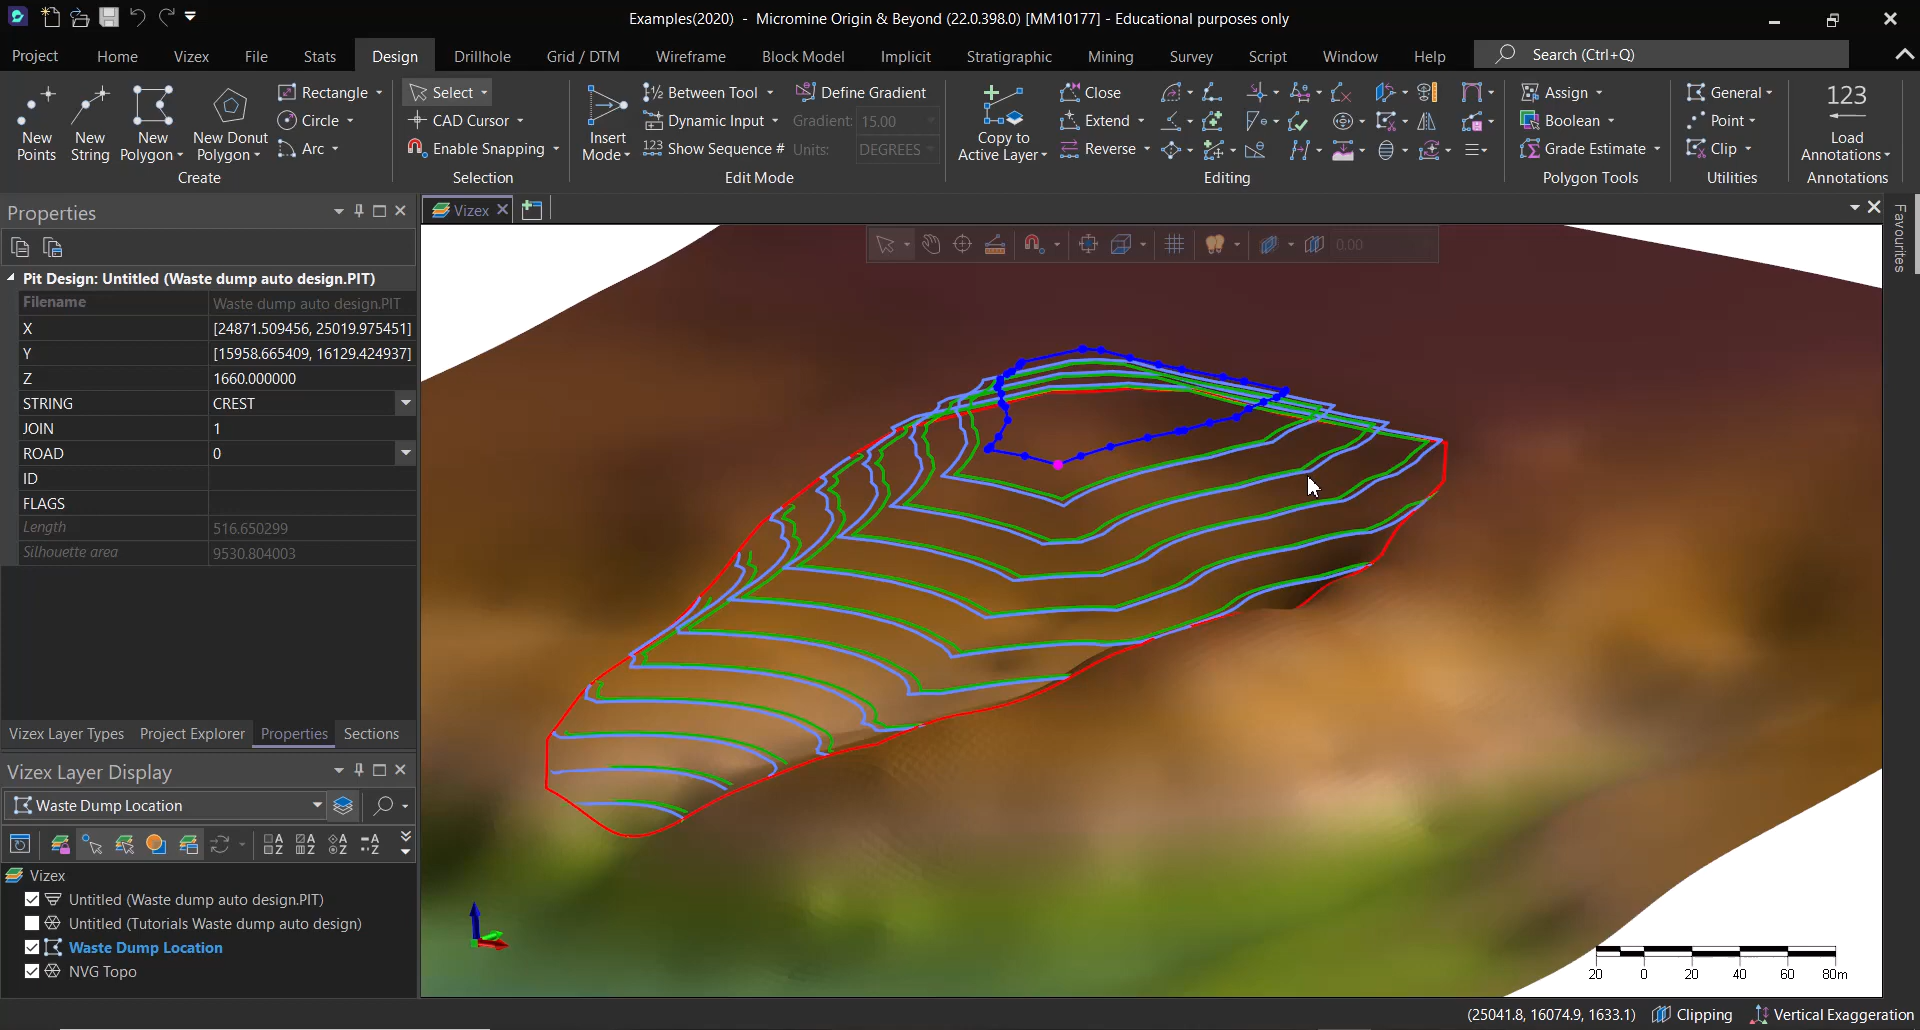 Examples(2020) - Micromine Origin & Beyond (22.0.398.0) [MM10177] - Educational purposes only
Project Home Vizex File Stats Design Drillhole Grid / DTM Wireframe Block Model Implicit Stratigraphic Mining Survey Script Window Help Search (Ctrl+Q)
New Points
New String
New Polygon
New Donut Polygon
Rectangle
Circle
Arc
Create
Select
CAD Cursor
Enable Snapping
Selection
Insert Mode
Between Tool
Dynamic Input
123 Show Sequence #
Define Gradient
Gradient: 15.00
Units: DEGREES
Edit Mode
Copy to Active Layer
Close
Extend
Reverse
Editing
Assign
Boolean
Grade Estimate
Polygon Tools
General
Point
Clip
Utilities
123
Load Annotations
Annotations
Properties
Vizex
Favourites
0.00
Pit Design: Untitled (Waste dump auto design.PIT)
Filename Waste dump auto design.PIT
X [24871.509456, 25019.975451]
Y [15958.665409, 16129.424937]
Z 1660.000000
STRING CREST
JOIN 1
ROAD 0
ID
FLAGS
Length 516.650299
Silhouette area 9530.804003
Vizex Layer Types Project Explorer Properties Sections
Vizex Layer Display
Waste Dump Location
Vizex
Untitled (Waste dump auto design.PIT)
Untitled (Tutorials Waste dump auto design)
Waste Dump Location
NVG Topo
20 0 20 40 60 80m
(25041.8, 16074.9, 1633.1) Clipping Vertical Exaggeration